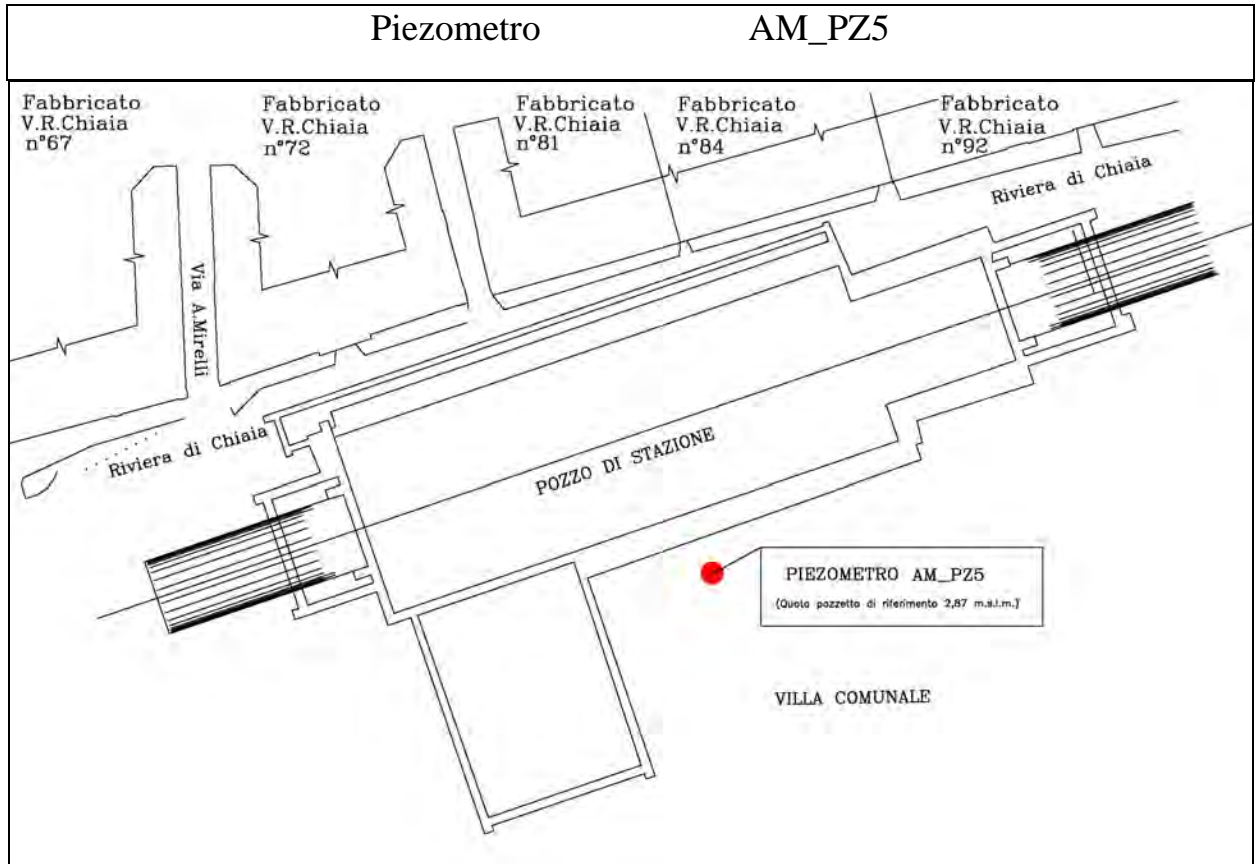 Piezometro AM_PZ5
Fabbricato
V.R.Chiaia
n°67
Fabbricato
V.R.Chiaia
n°72
Fabbricato
V.R.Chiaia
n°81
Fabbricato
V.R.Chiaia
n°84
Fabbricato
V.R.Chiaia
n°92
Riviera di Chiaia
Via A.Mirelli
Riviera di Chiaia
POZZO DI STAZIONE
PIEZOMETRO AM_PZ5
(Quota pozzetto di riferimento 2,87 m.s.l.m.)
VILLA COMUNALE